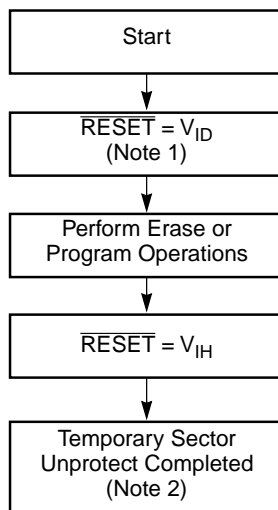 Start
RESET = VID
(Note 1)
Perform Erase or
Program Operations
RESET = VIH
Temporary Sector
Unprotect Completed
(Note 2)